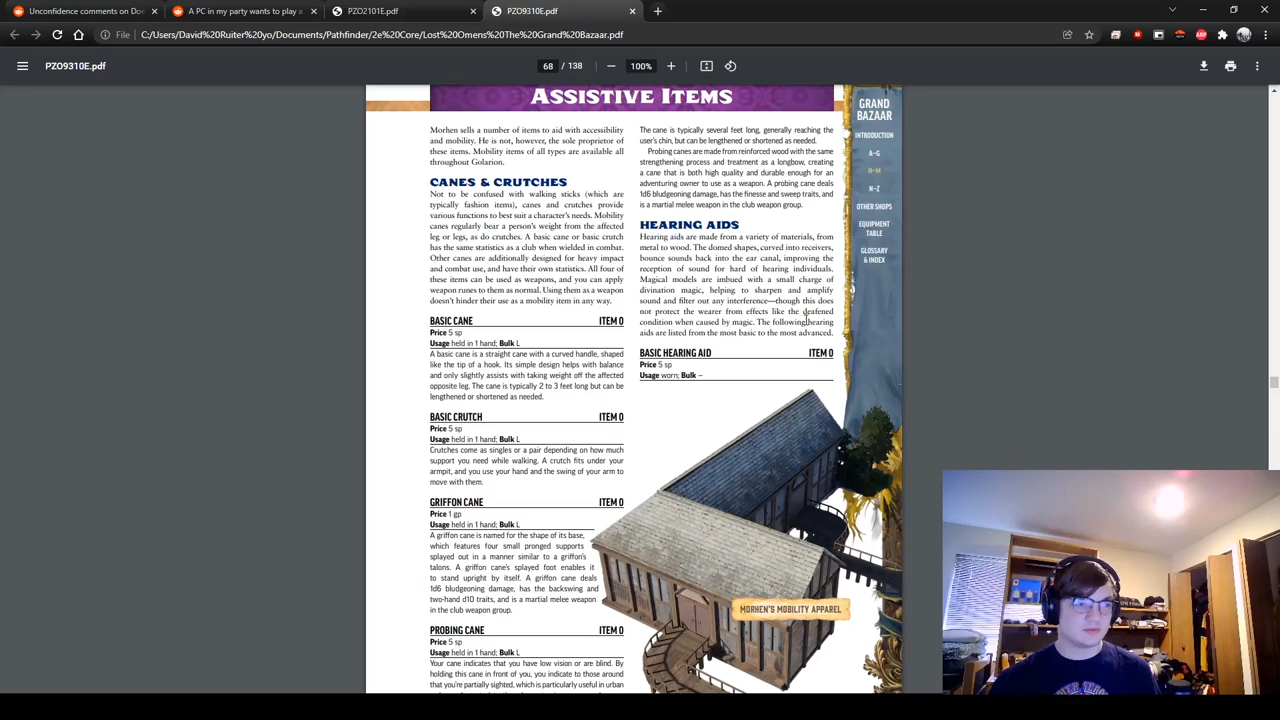 Unconfidence comments on Doe
A PC in my party wants to play a
PZO2101E.pdf
PZO9310E.pdf
File
C:/Users/David%20Ruiter%20yo/Documents/Pathfinder/2e%20Core/Lost%20Omens%20The%20Grand%20Bazaar.pdf
PZO9310E.pdf
68 / 138
100%
ASSISTIVE ITEMS
Morhen sells a number of items to aid with accessibility
and mobility. He is not, however, the sole proprietor of
these items. Mobility items of all types are available all
throughout Golarion.
CANES & CRUTCHES
Not to be confused with walking sticks (which are
typically fashion items), canes and crutches provide
various functions to best suit a character's needs. Mobility
canes regularly bear a person's weight from the affected
leg or legs, as do crutches. A basic cane or basic crutch
has the same statistics as a club when wielded in combat.
Other canes are additionally designed for heavy impact
and combat use, and have their own statistics. All four of
these items can be used as weapons, and you can apply
weapon runes to them as normal. Using them as a weapon
doesn't hinder their use as a mobility item in any way.
BASIC CANE ITEM 0
Price 5 sp
Usage held in 1 hand; Bulk L
A basic cane is a straight cane with a curved handle, shaped
like the tip of a hook. Its simple design helps with balance
and only slightly assists with taking weight off the affected
opposite leg. The cane is typically 2 to 3 feet long but can be
lengthened or shortened as needed.
BASIC CRUTCH ITEM 0
Price 5 sp
Usage held in 1 hand; Bulk L
Crutches come as singles or a pair depending on how much
support you need while walking. A crutch fits under your
armpit, and you use your hand and the swing of your arm to
move with them.
GRIFFON CANE ITEM 0
Price 1 gp
Usage held in 1 hand; Bulk L
A griffon cane is named for the shape of its base,
which features four small pronged supports
splayed out in a manner similar to a griffon's
talons. A griffon cane's splayed foot enables it
to stand upright by itself. A griffon cane deals
1d6 bludgeoning damage, has the backswing and
two-hand d10 traits, and is a martial melee weapon
in the club weapon group.
PROBING CANE ITEM 0
Price 5 sp
Usage held in 1 hand; Bulk L
Your cane indicates that you have low vision or are blind. By
holding this cane in front of you, you indicate to those around
that you're partially sighted, which is particularly useful in urban
The cane is typically several feet long, generally reaching the
user's chin, but can be lengthened or shortened as needed.
Probing canes are made from reinforced wood with the same
strengthening process and treatment as a longbow, creating
a cane that is both high quality and durable enough for an
adventuring owner to use as a weapon. A probing cane deals
1d6 bludgeoning damage, has the finesse and sweep traits, and
is a martial melee weapon in the club weapon group.
HEARING AIDS
Hearing aids are made from a variety of materials, from
metal to wood. The domed shapes, curved into receivers,
bounce sounds back into the ear canal, improving the
reception of sound for hard of hearing individuals.
Magical models are imbued with a small charge of
divination magic, helping to sharpen and amplify
sound and filter out any interference—though this does
not protect the wearer from effects like the deafened
condition when caused by magic. The following hearing
aids are listed from the most basic to the most advanced.
BASIC HEARING AID ITEM 0
Price 5 sp
Usage worn; Bulk –
MORHEN'S MOBILITY APPAREL
GRAND
BAZAAR
INTRODUCTION
A–G
H–M
N–Z
OTHER SHOPS
EQUIPMENT
TABLE
GLOSSARY
& INDEX